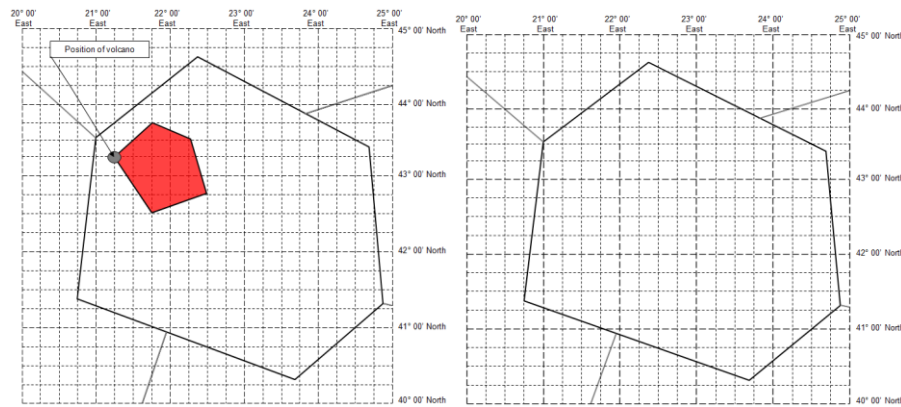 20° 00' 21° 00' 22° 00' 23° 00' 24° 00' 25° 00'
East East East East East East
45° 00' North
Position of volcano
44° 00' North
43° 00' North
42° 00' North
41° 00' North
40° 00' North
20° 00' 21° 00' 22° 00' 23° 00' 24° 00' 25° 00'
East East East East East East
45° 00' North
44° 00' North
43° 00' North
42° 00' North
41° 00' North
40° 00' North